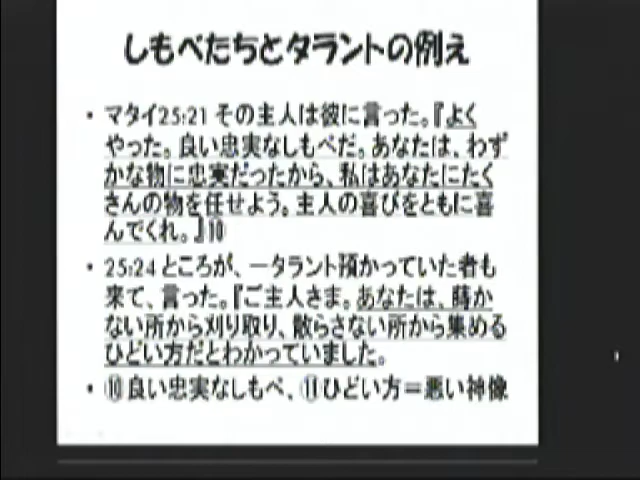 しもべたちとタラントの例え
• マタイ25:21 その主人は彼に言った。『よく
やった。良い忠実なしもべだ。あなたは、わず
かな物に忠実だったから、私はあなたにたく
さんの物を任せよう。主人の喜びをともに喜
んでくれ。』⑩
• 25:24 ところが、一タラント預かっていた者も
来て、言った。『ご主人さま。あなたは、蒔か
ない所から刈り取り、散らさない所から集める
ひどい方だとわかっていました。
• ⑩良い忠実なしもべ、⑪ひどい方＝悪い神像